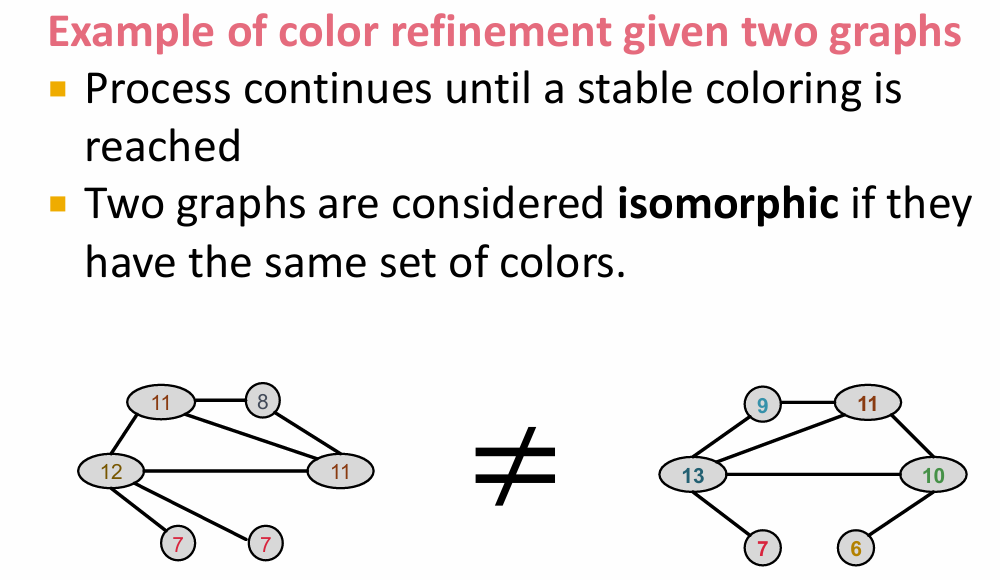 Example of color refinement given two graphs
Process continues until a stable coloring is
reached
Two graphs are considered isomorphic if they
have the same set of colors.
11 8 9 11
12 11 ≠ 13 10
7 7 7 6